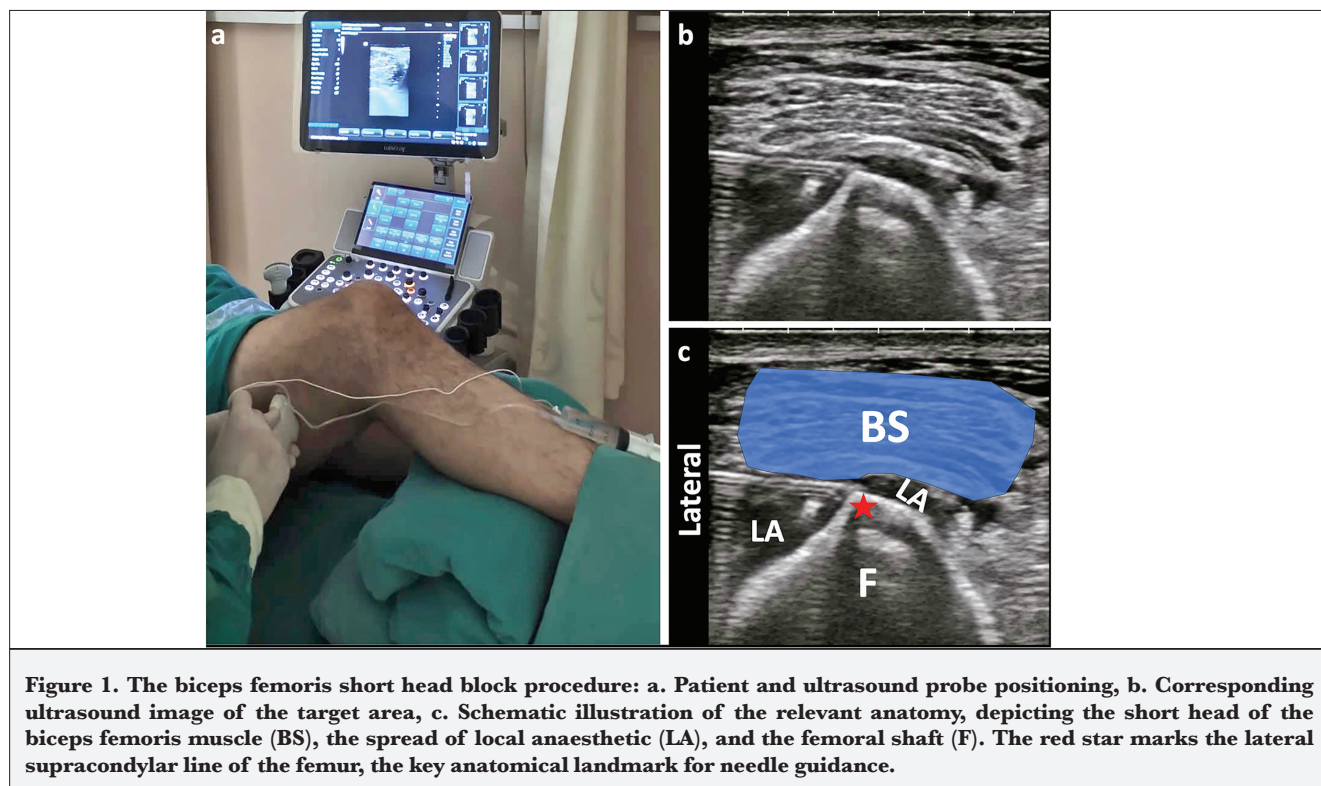 a
b
c
Lateral
BS
LA
LA
F
Figure 1. The biceps femoris short head block procedure: a. Patient and ultrasound probe positioning, b. Corresponding
ultrasound image of the target area, c. Schematic illustration of the relevant anatomy, depicting the short head of the
biceps femoris muscle (BS), the spread of local anaesthetic (LA), and the femoral shaft (F). The red star marks the lateral
supracondylar line of the femur, the key anatomical landmark for needle guidance.